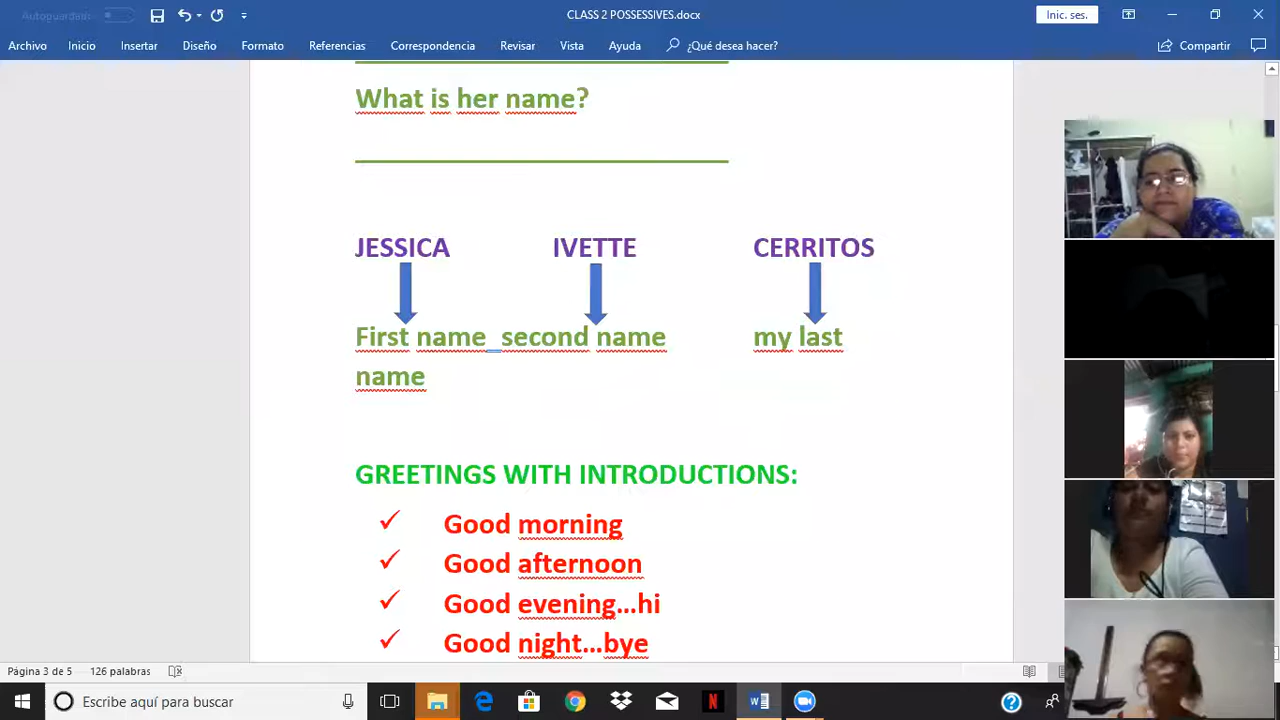 Autoguardado
CLASS 2 POSSESSIVES.docx
Inic. ses.
Archivo Inicio Insertar Diseño Formato Referencias Correspondencia Revisar Vista Ayuda ¿Qué desea hacer? Compartir
What is her name?
JESSICA IVETTE CERRITOS
First name second name my last
name
GREETINGS WITH INTRODUCTIONS:
✓ Good morning
✓ Good afternoon
✓ Good evening...hi
✓ Good night...bye
Página 3 de 5 126 palabras
Escribe aquí para buscar